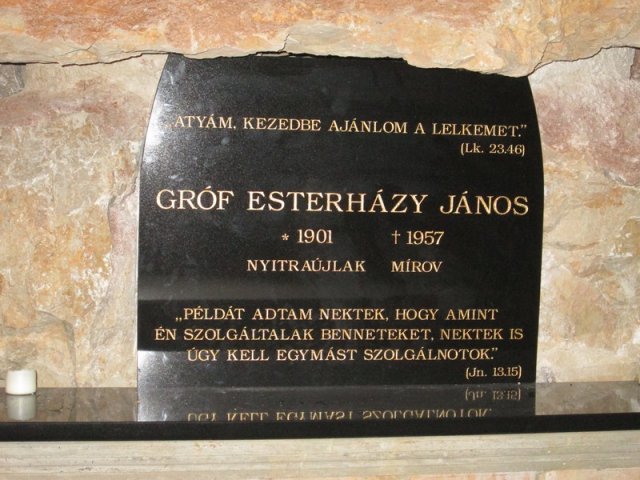 „ATYÁM, KEZEDBE AJÁNLOM A LELKEMET."
(Lk. 23.46)
GRÓF ESTERHÁZY JÁNOS
* 1901 † 1957
NYITRAÚJLAK MÍROV
„PÉLDÁT ADTAM NEKTEK, HOGY AMINT
ÉN SZOLGÁLTALAK BENNETEKET, NEKTEK IS
ÚGY KELL EGYMÁST SZOLGÁLNOTOK."
(Jn. 13.15)